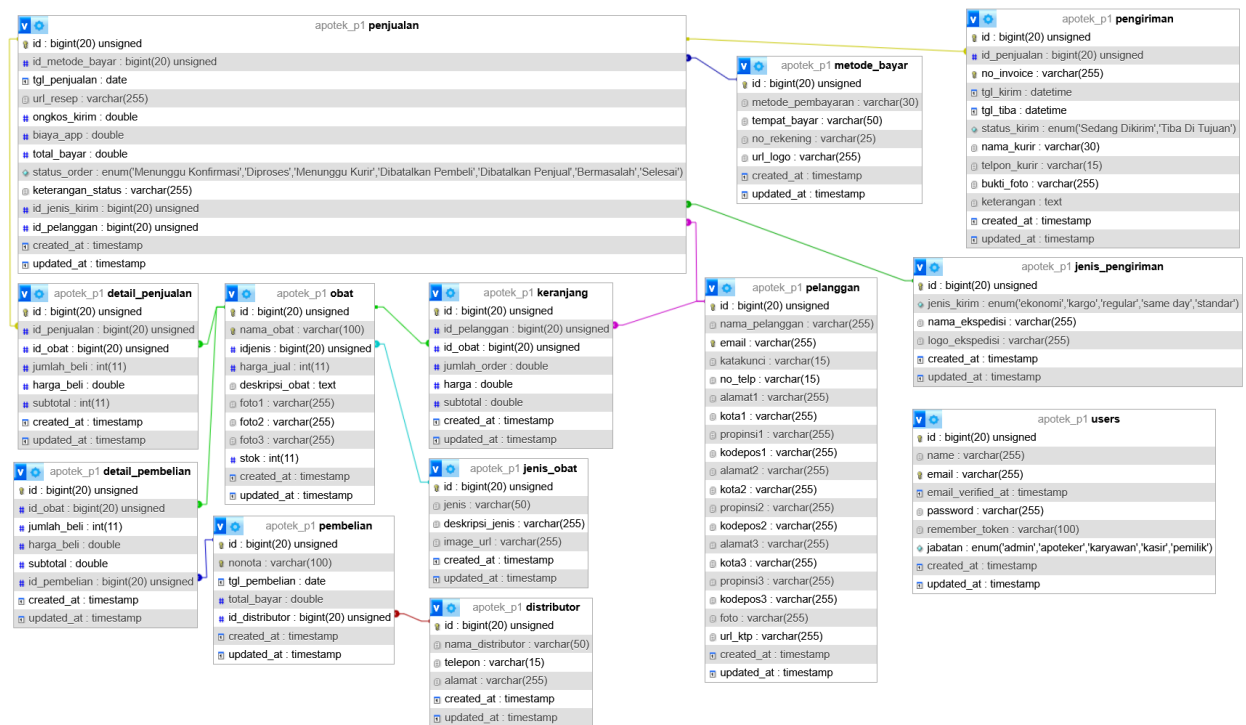 apotek_p1 penjualan
id : bigint(20) unsigned
id_metode_bayar : bigint(20) unsigned
tgl_penjualan : date
url_resep : varchar(255)
ongkos_kirim : double
biaya_app : double
total_bayar : double
status_order : enum('Menunggu Konfirmasi','Diproses','Menunggu Kurir','Dibatalkan Pembeli','Dibatalkan Penjual','Bermasalah','Selesai')
keterangan_status : varchar(255)
id_jenis_kirim : bigint(20) unsigned
id_pelanggan : bigint(20) unsigned
created_at : timestamp
updated_at : timestamp
apotek_p1 metode_bayar
id : bigint(20) unsigned
metode_pembayaran : varchar(30)
tempat_bayar : varchar(50)
no_rekening : varchar(25)
url_logo : varchar(255)
created_at : timestamp
updated_at : timestamp
apotek_p1 pengiriman
id : bigint(20) unsigned
id_penjualan : bigint(20) unsigned
no_invoice : varchar(255)
tgl_kirim : datetime
tgl_tiba : datetime
status_kirim : enum('Sedang Dikirim','Tiba Di Tujuan')
nama_kurir : varchar(30)
telpon_kurir : varchar(15)
bukti_foto : varchar(255)
keterangan : text
created_at : timestamp
updated_at : timestamp
apotek_p1 detail_penjualan
id : bigint(20) unsigned
id_penjualan : bigint(20) unsigned
id_obat : bigint(20) unsigned
jumlah_beli : int(11)
harga_beli : double
subtotal : int(11)
created_at : timestamp
updated_at : timestamp
apotek_p1 obat
id : bigint(20) unsigned
nama_obat : varchar(100)
idjenis : bigint(20) unsigned
harga_jual : int(11)
deskripsi_obat : text
foto1 : varchar(255)
foto2 : varchar(255)
foto3 : varchar(255)
stok : int(11)
created_at : timestamp
updated_at : timestamp
apotek_p1 keranjang
id : bigint(20) unsigned
id_pelanggan : bigint(20) unsigned
id_obat : bigint(20) unsigned
jumlah_order : double
harga : double
subtotal : double
created_at : timestamp
updated_at : timestamp
apotek_p1 pelanggan
id : bigint(20) unsigned
nama_pelanggan : varchar(255)
email : varchar(255)
katakunci : varchar(15)
no_telp : varchar(15)
alamat1 : varchar(255)
kota1 : varchar(255)
propinsi1 : varchar(255)
kodepos1 : varchar(255)
alamat2 : varchar(255)
kota2 : varchar(255)
propinsi2 : varchar(255)
kodepos2 : varchar(255)
alamat3 : varchar(255)
kota3 : varchar(255)
propinsi3 : varchar(255)
kodepos3 : varchar(255)
foto : varchar(255)
url_ktp : varchar(255)
created_at : timestamp
updated_at : timestamp
apotek_p1 jenis_pengiriman
id : bigint(20) unsigned
jenis_kirim : enum('ekonomi','kargo','regular','same day','standar')
nama_ekspedisi : varchar(255)
logo_ekspedisi : varchar(255)
created_at : timestamp
updated_at : timestamp
apotek_p1 users
id : bigint(20) unsigned
name : varchar(255)
email : varchar(255)
email_verified_at : timestamp
password : varchar(255)
remember_token : varchar(100)
jabatan : enum('admin','apoteker','karyawan','kasir','pemilik')
created_at : timestamp
updated_at : timestamp
apotek_p1 detail_pembelian
id : bigint(20) unsigned
id_obat : bigint(20) unsigned
jumlah_beli : int(11)
harga_beli : double
subtotal : double
id_pembelian : bigint(20) unsigned
created_at : timestamp
updated_at : timestamp
apotek_p1 pembelian
id : bigint(20) unsigned
nonota : varchar(100)
tgl_pembelian : date
total_bayar : double
id_distributor : bigint(20) unsigned
created_at : timestamp
updated_at : timestamp
apotek_p1 jenis_obat
id : bigint(20) unsigned
jenis : varchar(50)
deskripsi_jenis : varchar(255)
image_url : varchar(255)
created_at : timestamp
updated_at : timestamp
apotek_p1 distributor
id : bigint(20) unsigned
nama_distributor : varchar(50)
telepon : varchar(15)
alamat : varchar(255)
created_at : timestamp
updated_at : timestamp